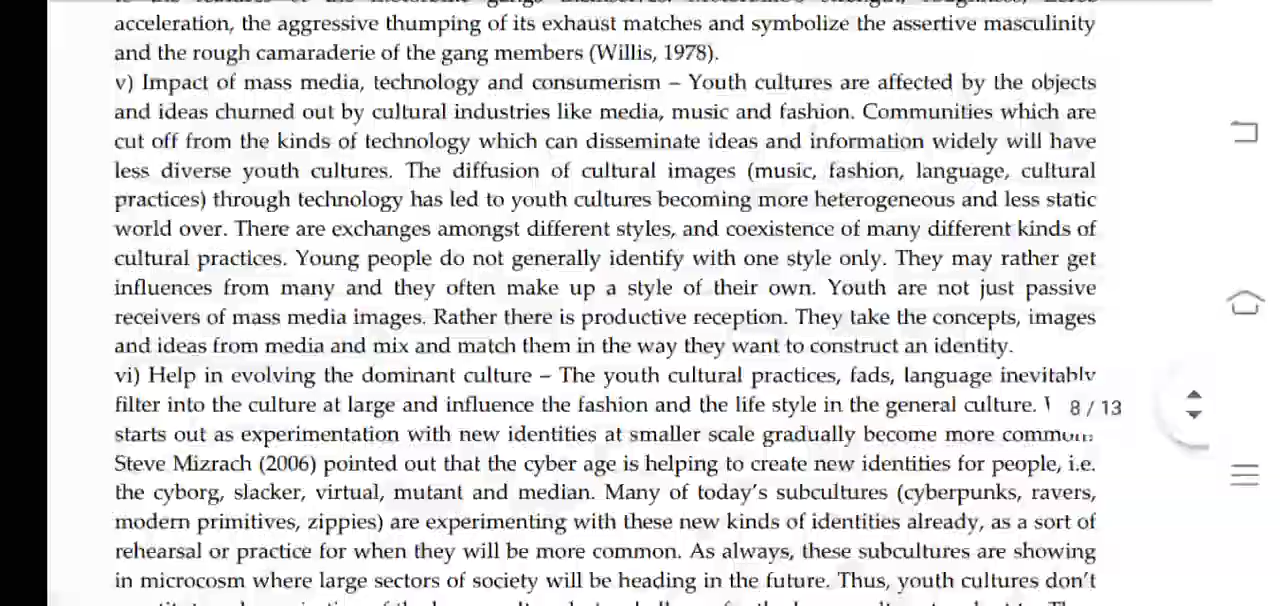 acceleration, the aggressive thumping of its exhaust matches and symbolize the assertive masculinity
and the rough camaraderie of the gang members (Willis, 1978).
v) Impact of mass media, technology and consumerism – Youth cultures are affected by the objects
and ideas churned out by cultural industries like media, music and fashion. Communities which are
cut off from the kinds of technology which can disseminate ideas and information widely will have
less diverse youth cultures. The diffusion of cultural images (music, fashion, language, cultural
practices) through technology has led to youth cultures becoming more heterogeneous and less static
world over. There are exchanges amongst different styles, and coexistence of many different kinds of
cultural practices. Young people do not generally identify with one style only. They may rather get
influences from many and they often make up a style of their own. Youth are not just passive
receivers of mass media images. Rather there is productive reception. They take the concepts, images
and ideas from media and mix and match them in the way they want to construct an identity.
vi) Help in evolving the dominant culture – The youth cultural practices, fads, language inevitably
filter into the culture at large and influence the fashion and the life style in the general culture. 8 / 13
starts out as experimentation with new identities at smaller scale gradually become more common.
Steve Mizrach (2006) pointed out that the cyber age is helping to create new identities for people, i.e.
the cyborg, slacker, virtual, mutant and median. Many of today's subcultures (cyberpunks, ravers,
modern primitives, zippies) are experimenting with these new kinds of identities already, as a sort of
rehearsal or practice for when they will be more common. As always, these subcultures are showing
in microcosm where large sectors of society will be heading in the future. Thus, youth cultures don't